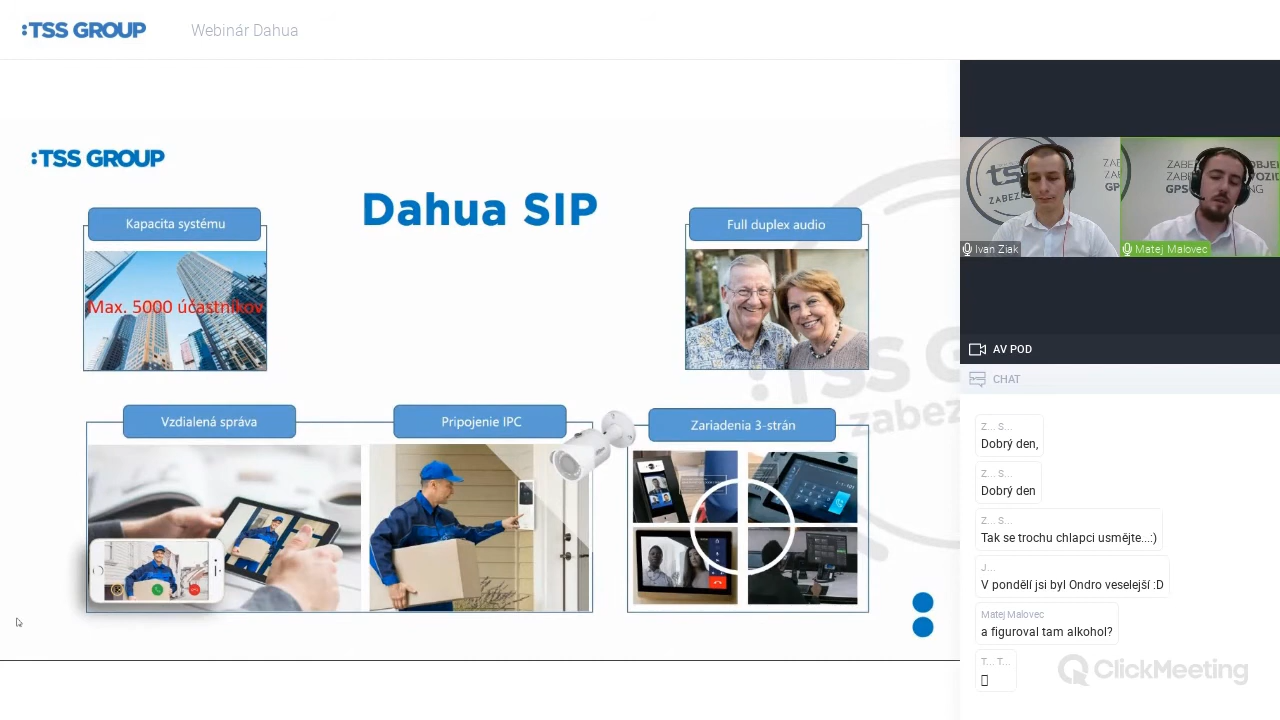 :TSS GROUP
Webinár Dahua
:TSS GROUP
Dahua SIP
Kapacita systému
Max. 5000 účastníkov
Full duplex audio
Vzdialená správa
Pripojenie IPC
Zariadenia 3-strán
:TSS G
zabez
Ivan Ziak
Matej Malovec
AV POD
CHAT
Z... S...
Dobrý den,
Z... S...
Dobrý den
Z... S...
Tak se trochu chlapci usmějte...:)
J...
V pondělí jsi byl Ondro veselejší :D
Matej Malovec
a figuroval tam alkohol?
T... T...
ClickMeeting